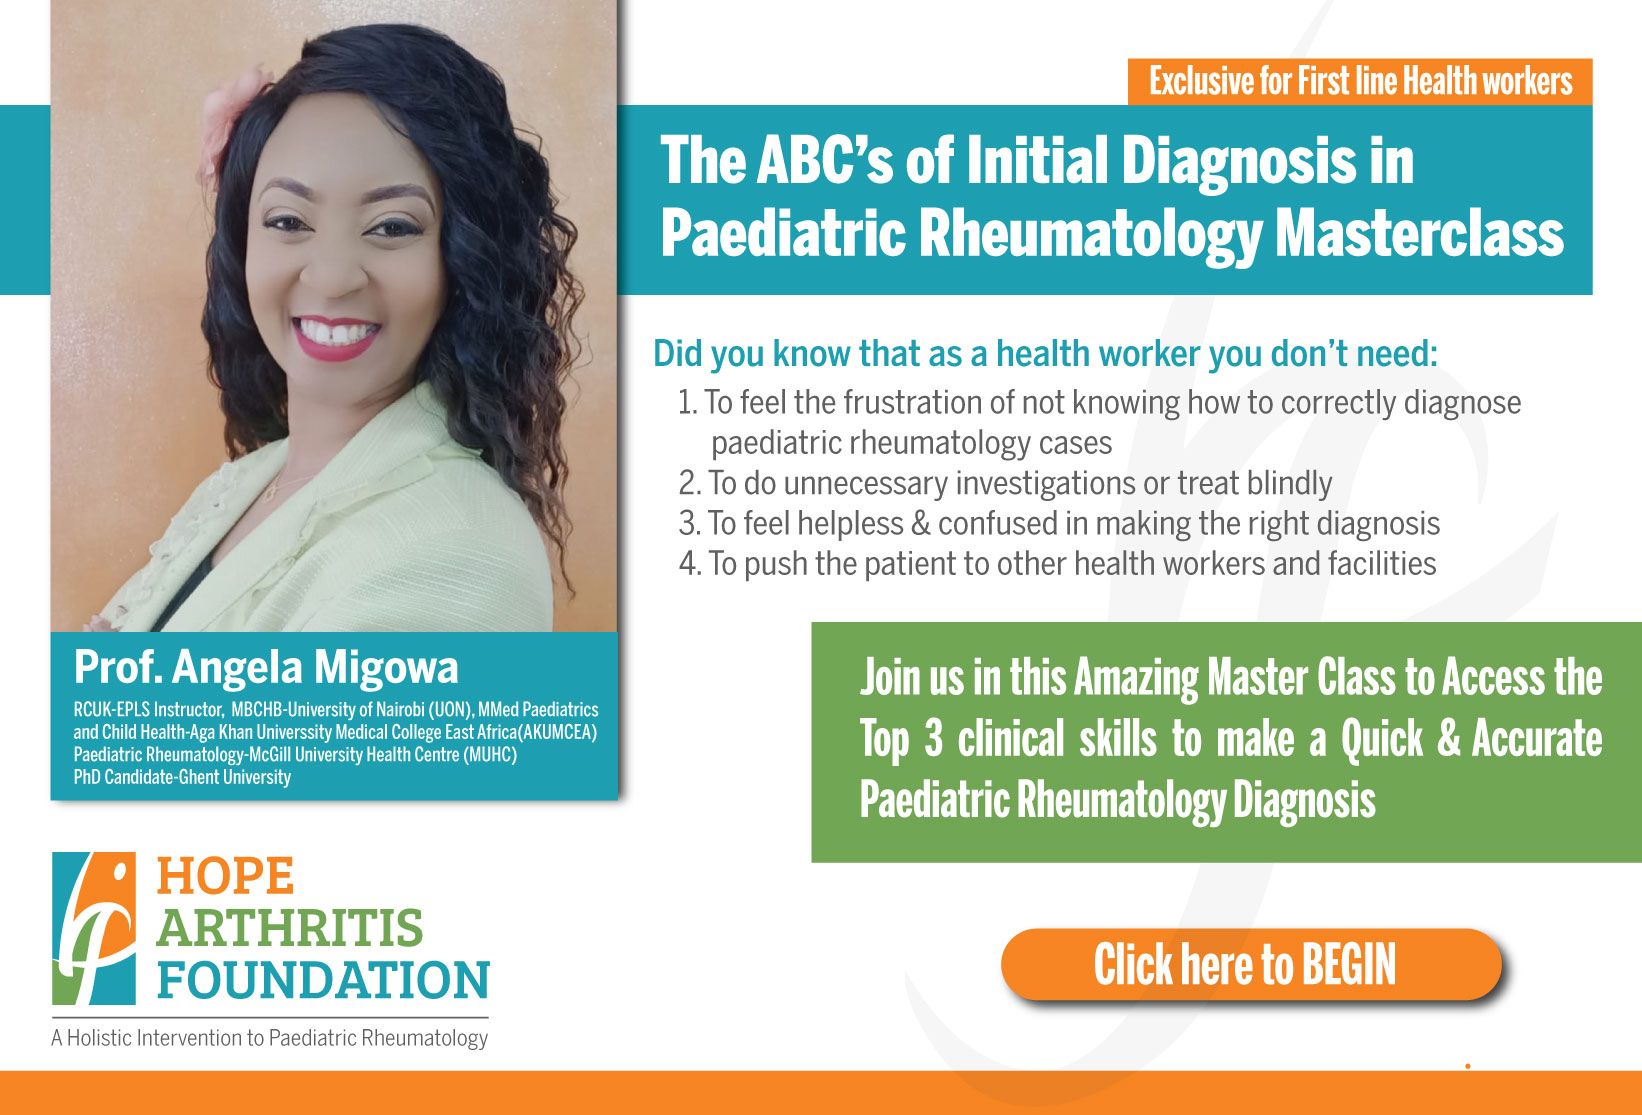 Exclusive for First line Health workers
The ABC's of Initial Diagnosis in
Paediatric Rheumatology Masterclass
Did you know that as a health worker you don't need:
1. To feel the frustration of not knowing how to correctly diagnose
paediatric rheumatology cases
2. To do unnecessary investigations or treat blindly
3. To feel helpless & confused in making the right diagnosis
4. To push the patient to other health workers and facilities
Prof. Angela Migowa
RCUK-EPLS Instructor, MBCHB-University of Nairobi (UON), MMed Paediatrics
and Child Health-Aga Khan Universsity Medical College East Africa(AKUMCEA)
Paediatric Rheumatology-McGill University Health Centre (MUHC)
PhD Candidate-Ghent University
Join us in this Amazing Master Class to Access the
Top 3 clinical skills to make a Quick & Accurate
Paediatric Rheumatology Diagnosis
HOPE
ARTHRITIS
FOUNDATION
A Holistic Intervention to Paediatric Rheumatology
Click here to BEGIN